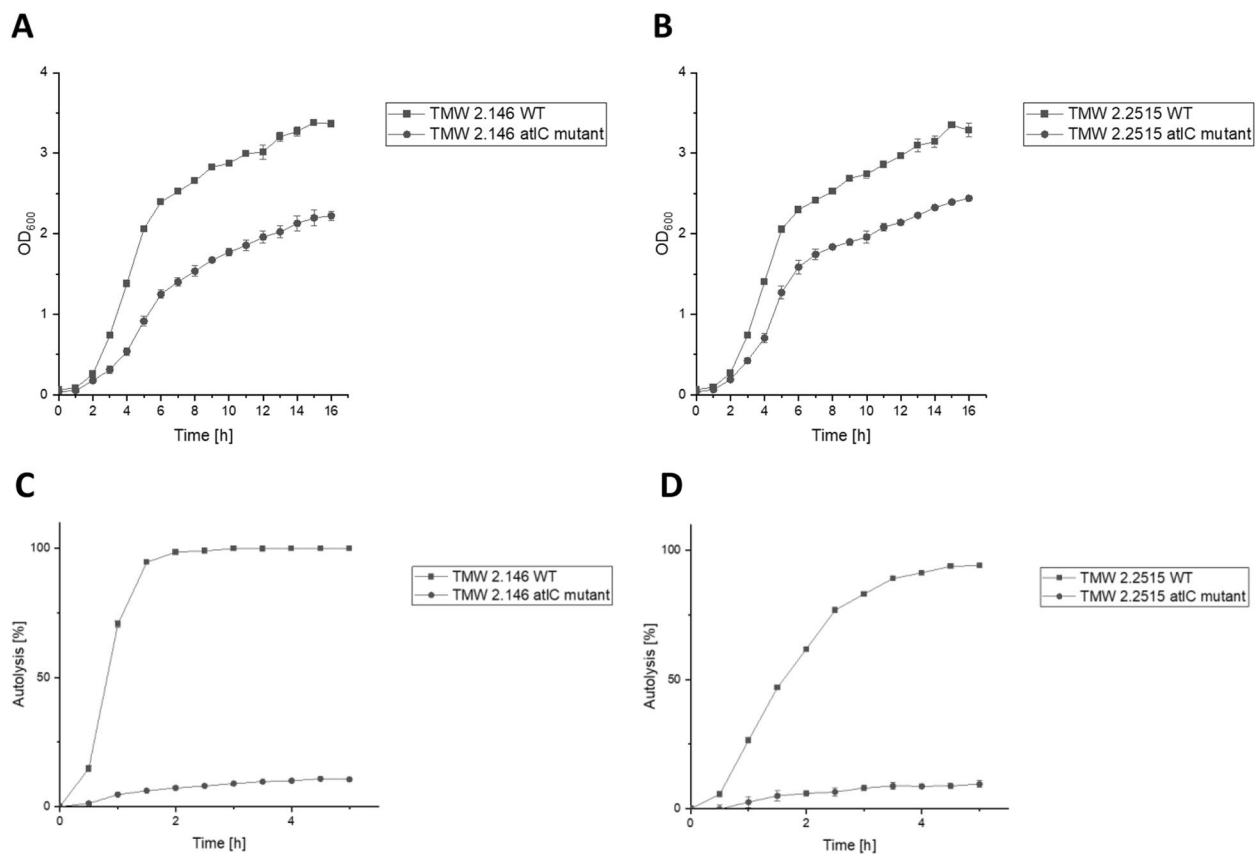 A
4
3
2
1
0
OD600
0 2 4 6 8 10 12 14 16
Time [h]
TMW 2.146 WT
TMW 2.146 atlC mutant
B
4
3
2
1
0
OD600
0 2 4 6 8 10 12 14 16
Time [h]
TMW 2.2515 WT
TMW 2.2515 atlC mutant
C
100
50
0
Autolysis [%]
0 2 4
Time [h]
TMW 2.146 WT
TMW 2.146 atlC mutant
D
100
50
0
Autolysis [%]
0 2 4
Time [h]
TMW 2.2515 WT
TMW 2.2515 atlC mutant